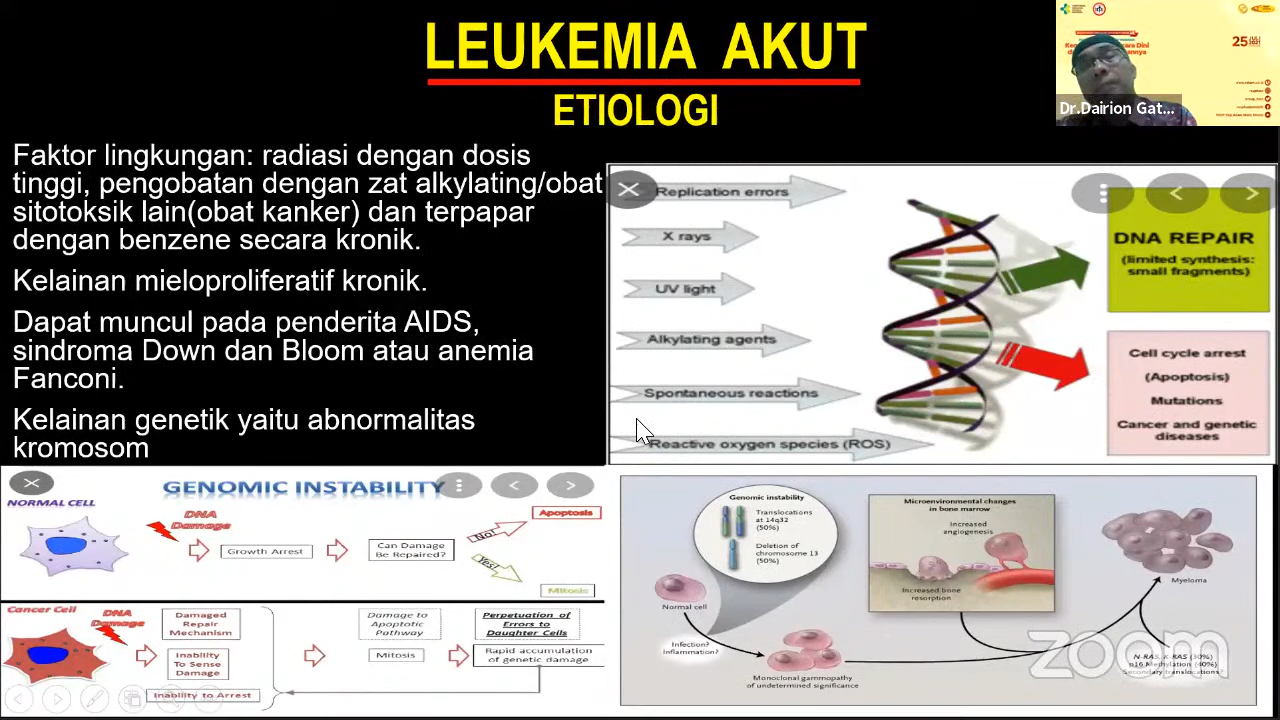 LEUKEMIA AKUT
ETIOLOGI
25 JULI
2021
Dr.Dairion Gat...
Faktor lingkungan: radiasi dengan dosis
tinggi, pengobatan dengan zat alkylating/obat
sitotoksik lain(obat kanker) dan terpapar
dengan benzene secara kronik.
Kelainan mieloproliferatif kronik.
Dapat muncul pada penderita AIDS,
sindroma Down dan Bloom atau anemia
Fanconi.
Kelainan genetik yaitu abnormalitas
kromosom
Replication errors
X rays
UV light
Alkylating agents
Spontaneous reactions
Reactive oxygen species (ROS)
DNA REPAIR
(limited synthesis:
small fragments)
Cell cycle arrest
(Apoptosis)
Mutations
Cancer and genetic
diseases
GENOMIC INSTABILITY
NORMAL CELL
DNA
Damage
Growth Arrest
Can Damage
Be Repaired?
No!
Apoptosis
Yes!
Mitosis
Cancer Cell
DNA
Damage
Damaged
Repair
Mechanism
Inability
To Sense
Damage
Inability to Arrest
Damage to
Apoptotic
Pathway
Mitosis
Perpetuation of
Errors to
Daughter Cells
Rapid accumulation
of genetic damage
Genomic instability
Translocations
at 14q32
(50%)
Deletion of
chromosome 13
(50%)
Normal cell
Infection?
Inflammation?
Monoclonal gammopathy
of undetermined significance
Microenvironmental changes
in bone marrow
Increased
angiogenesis
Increased bone
resorption
Myeloma
N-RAS, K-RAS (30%)
p16 Methylation (40%)
Secondary translocations?
zoom